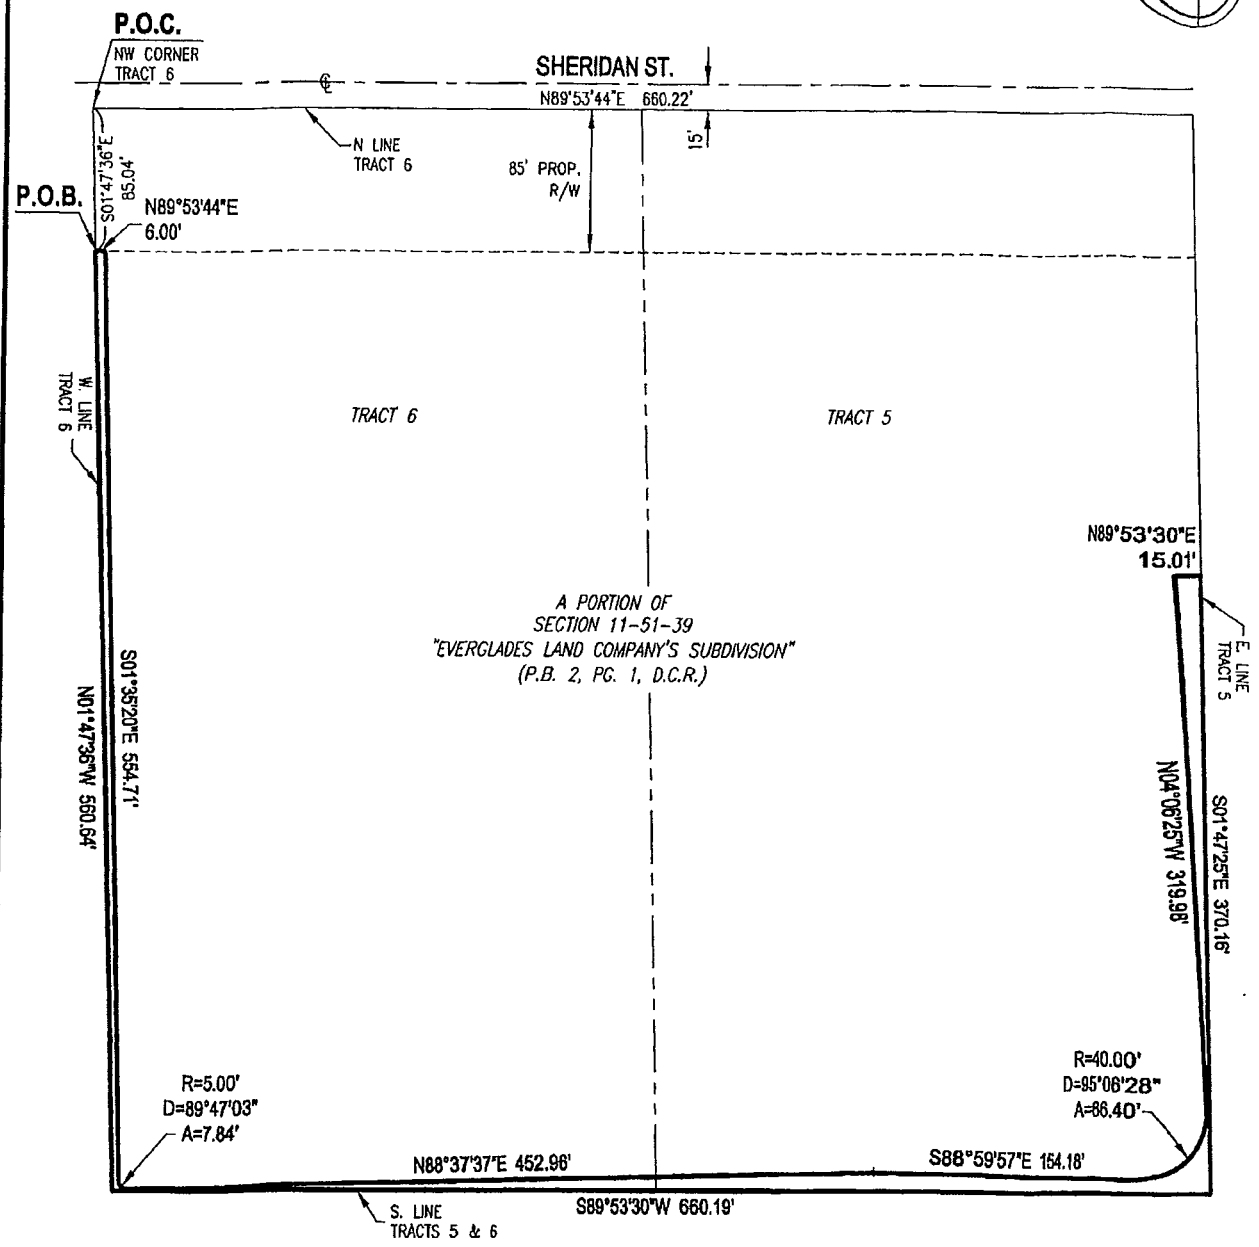 P.O.C.
NW CORNER
TRACT 6
SHERIDAN ST.
N89°53'44"E 660.22'
N LINE
TRACT 6
15'
85' PROP.
R/W
S01°47'36"E
85.04'
P.O.B.
N89°53'44"E
6.00'
W. LINE
TRACT 6
TRACT 6
TRACT 5
N89°53'30"E
15.01'
A PORTION OF
SECTION 11-51-39
"EVERGLADES LAND COMPANY'S SUBDIVISION"
(P.B. 2, PG. 1, D.C.R.)
E. LINE
TRACT 5
S01°35'20"E 554.71'
N01°47'36"W 560.64'
N04°06'25"W 319.98'
S01°47'25"E 370.16'
R=5.00'
D=89°47'03"
A=7.84'
R=40.00'
D=95°06'28"
A=66.40'
N88°37'37"E 452.96'
S88°59'57"E 154.18'
S89°53'30"W 660.19'
S. LINE
TRACTS 5 & 6